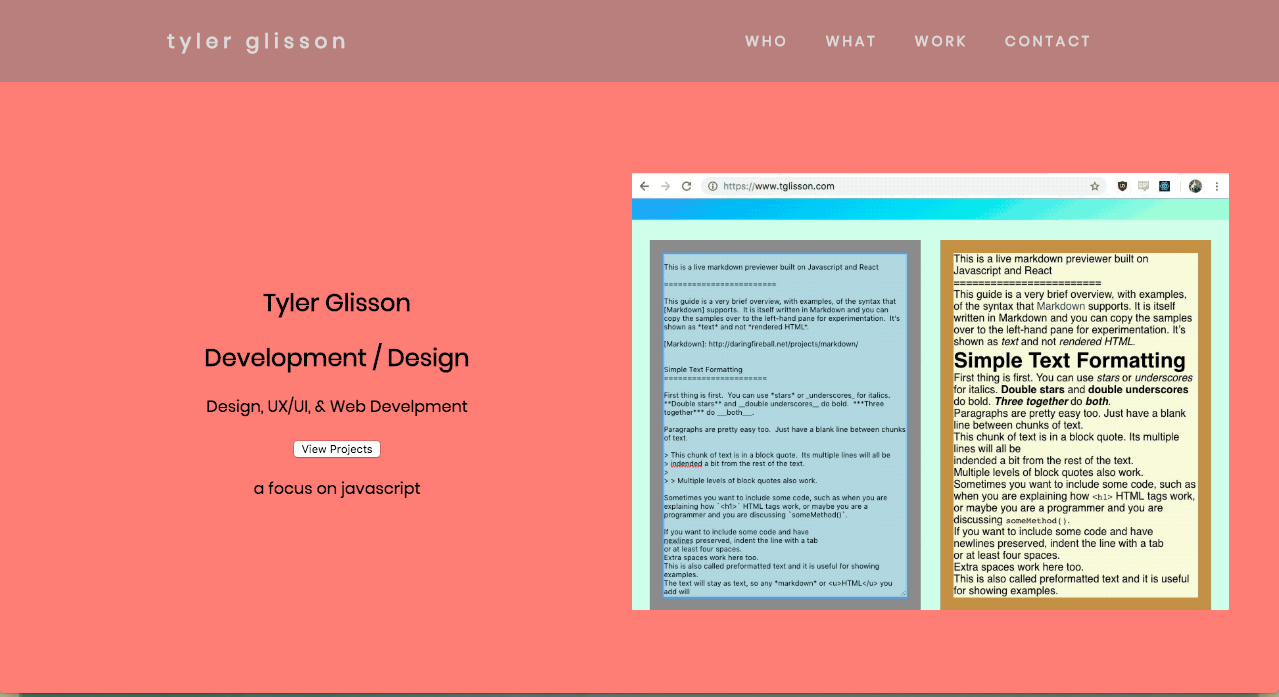 tyler glisson
WHO WHAT WORK CONTACT
Tyler Glisson
Development / Design
Design, UX/UI, & Web Develpment
View Projects
a focus on javascript
https://www.tglisson.com
This is a live markdown previewer built on Javascript and React
========================
This guide is a very brief overview, with examples, of the syntax that
[Markdown] supports.  It is itself written in Markdown and you can
copy the samples over to the left-hand pane for experimentation.  It's
shown as *text* and not *rendered HTML*.
[Markdown]: http://daringfireball.net/projects/markdown/
Simple Text Formatting
======================
First thing is first.  You can use *stars* or _underscores_ for italics.
**Double stars** and __double underscores__ do bold.  ***Three
together*** do ___both___.
Paragraphs are pretty easy too.  Just have a blank line between chunks
of text.
> This chunk of text is in a block quote.  Its multiple lines will all be
> indended a bit from the rest of the text.
>
> > Multiple levels of block quotes also work.
Sometimes you want to include some code, such as when you are
explaining how `<h1>` HTML tags work, or maybe you are a
programmer and you are discussing `someMethod()`.
If you want to include some code and have
newlines preserved, indent the line with a tab
or at least four spaces.
Extra spaces work here too.
This is also called preformatted text and it is useful for showing
examples.
The text will stay as text, so any *markdown* or <u>HTML</u> you
add will
This is a live markdown previewer built on
Javascript and React
========================
This guide is a very brief overview, with examples,
of the syntax that Markdown supports. It is itself
written in Markdown and you can copy the samples
over to the left-hand pane for experimentation. It's
shown as text and not rendered HTML.
Simple Text Formatting
First thing is first. You can use stars or underscores
for italics. Double stars and double underscores
do bold. Three together do both.
Paragraphs are pretty easy too. Just have a blank
line between chunks of text.
This chunk of text is in a block quote. Its multiple
lines will all be
indended a bit from the rest of the text.
Multiple levels of block quotes also work.
Sometimes you want to include some code, such as
when you are explaining how <h1> HTML tags work,
or maybe you are a programmer and you are
discussing someMethod().
If you want to include some code and have
newlines preserved, indent the line with a tab
or at least four spaces.
Extra spaces work here too.
This is also called preformatted text and it is useful
for showing examples.